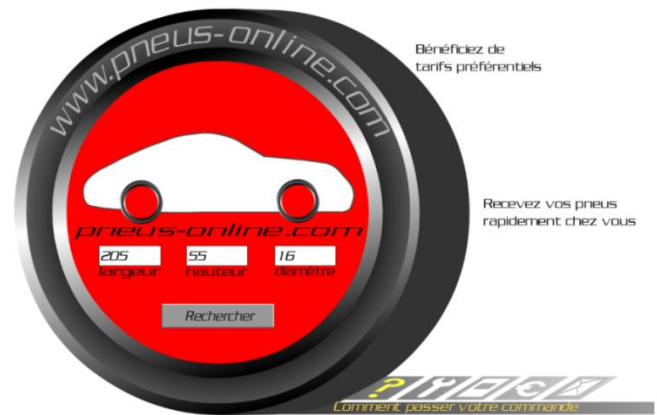 www.pneus-online.com
Bénéficiez de
tarifs préférentiels
Recevez vos pneus
rapidement chez vous
pneus-online.com
205 55 16
largeur hauteur diamètre
Rechercher
?
Comment passer votre commande